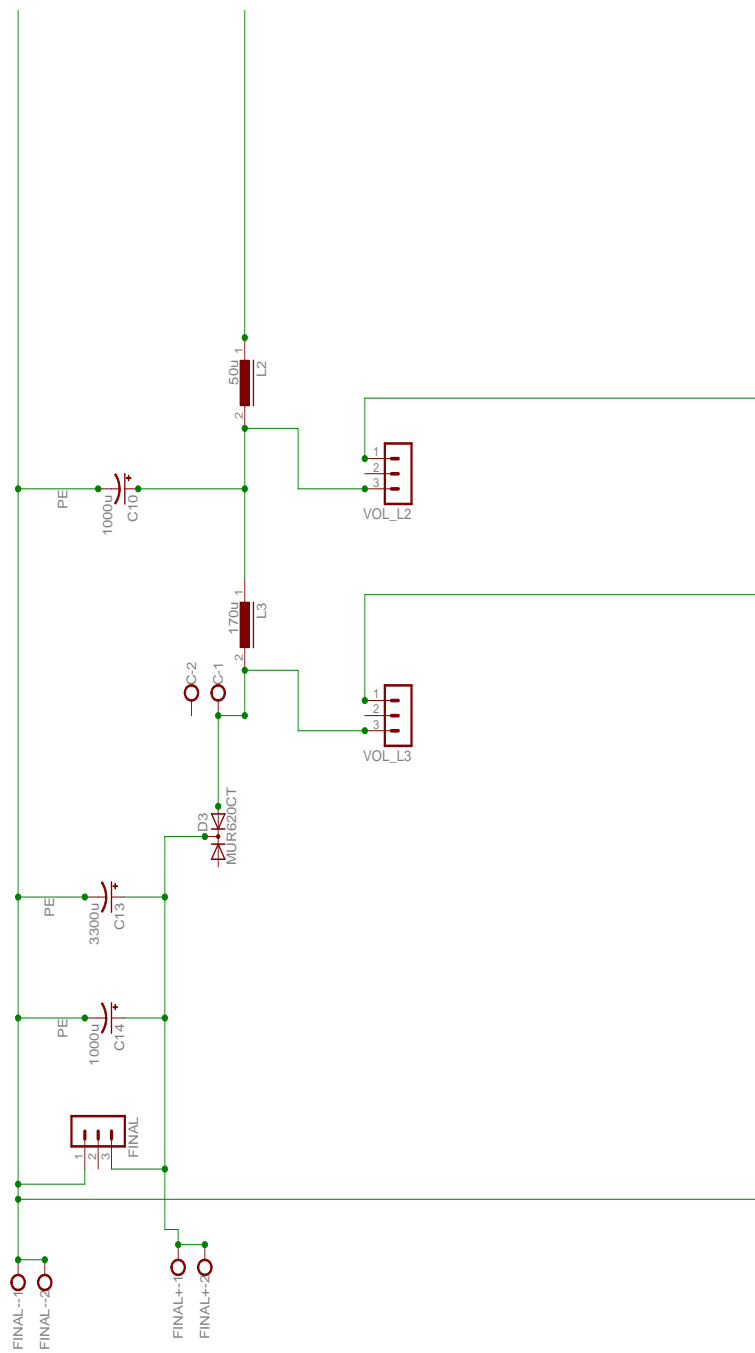 50u
1
L2
2
1
2
3
VOL_L2
PE
1000u
+
C10
170u
1
L3
2
C-2
C-1
1
2
3
VOL_L3
D3
MUR620CT
PE
3300u
+
C13
PE
1000u
+
C14
1
2
3
FINAL
FINAL--1
FINAL--2
FINAL+-1
FINAL+-2